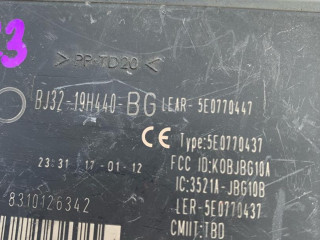 3
>PP-TD20<
BJ32-19H440-BG LEAR-5E0770447
CE Type:5E0770437
23:31 17-01-12 FCC ID:KOBJBG10A
IC:3521A-JBG10B
8310126342 LER-5E0770437
CMIIT:TBD